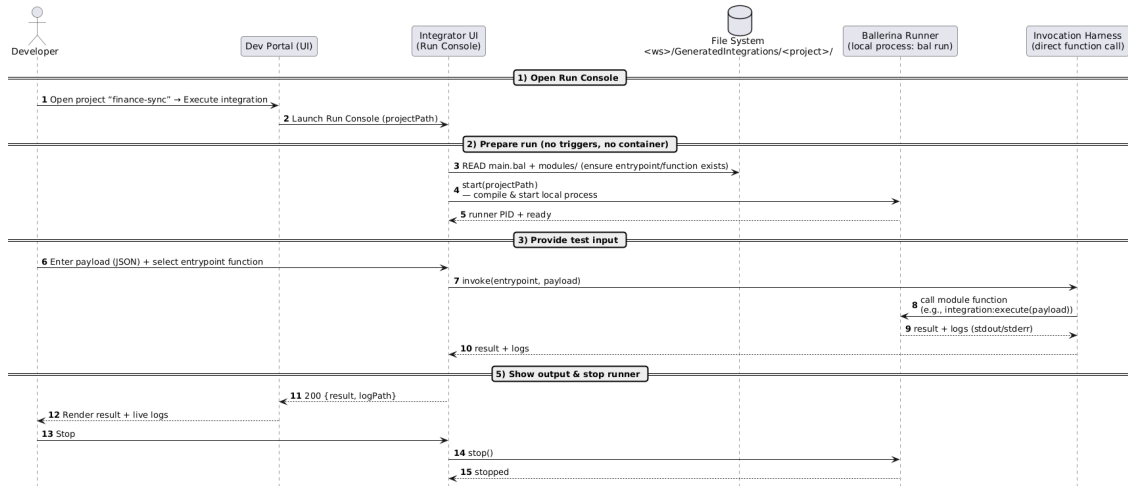 Developer
Dev Portal (UI)
Integrator UI
(Run Console)
File System
<ws>/GeneratedIntegrations/<project>/
Ballerina Runner
(local process: bal run)
Invocation Harness
(direct function call)
1) Open Run Console
1 Open project “finance-sync” → Execute integration
2 Launch Run Console (projectPath)
2) Prepare run (no triggers, no container)
3 READ main.bal + modules/ (ensure entrypoint/function exists)
4 start(projectPath)
— compile & start local process
5 runner PID + ready
3) Provide test input
6 Enter payload (JSON) + select entrypoint function
7 invoke(entrypoint, payload)
8 call module function
(e.g., integration:execute(payload))
9 result + logs (stdout/stderr)
10 result + logs
5) Show output & stop runner
11 200 {result, logPath}
12 Render result + live logs
13 Stop
14 stop()
15 stopped